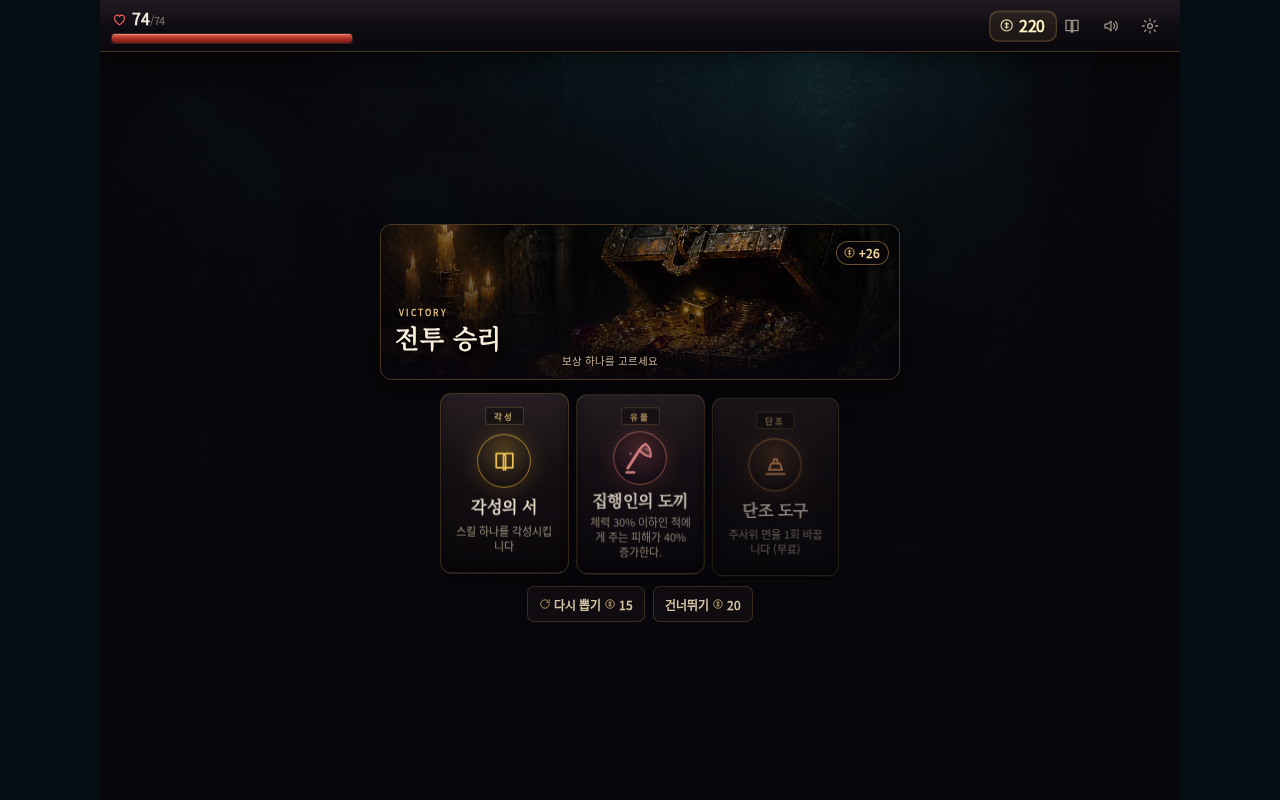 74/74
220
+26
VICTORY
전투 승리
보상 하나를 고르세요
각성
각성의 서
스킬 하나를 각성시킵
니다
유물
집행인의 도끼
체력 30% 이하인 적에
게 주는 피해가 40%
증가한다.
단조
단조 도구
주사위 면을 1회 바꿉
니다 (무료)
다시 뽑기 15
건너뛰기 20